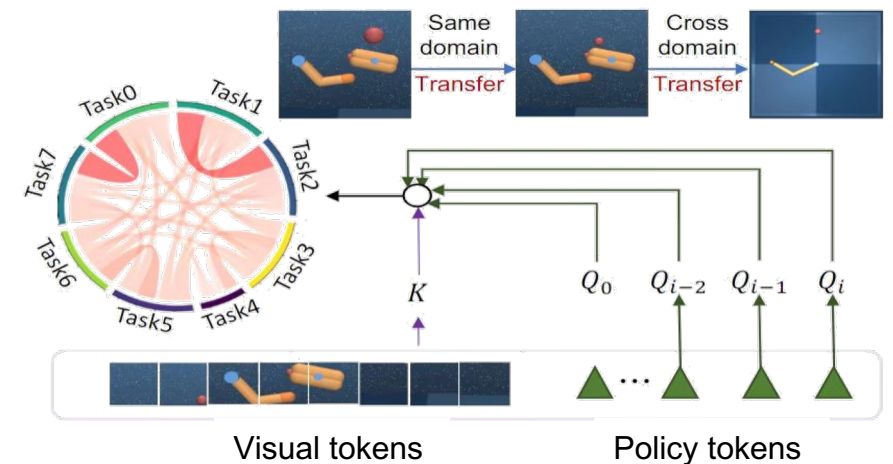 Same
domain
Transfer
Cross
domain
Transfer
Task0
Task1
Task2
Task3
Task4
Task5
Task6
Task7
K
Q₀
Qᵢ₋₂
Qᵢ₋₁
Qᵢ
...
Visual tokens
Policy tokens